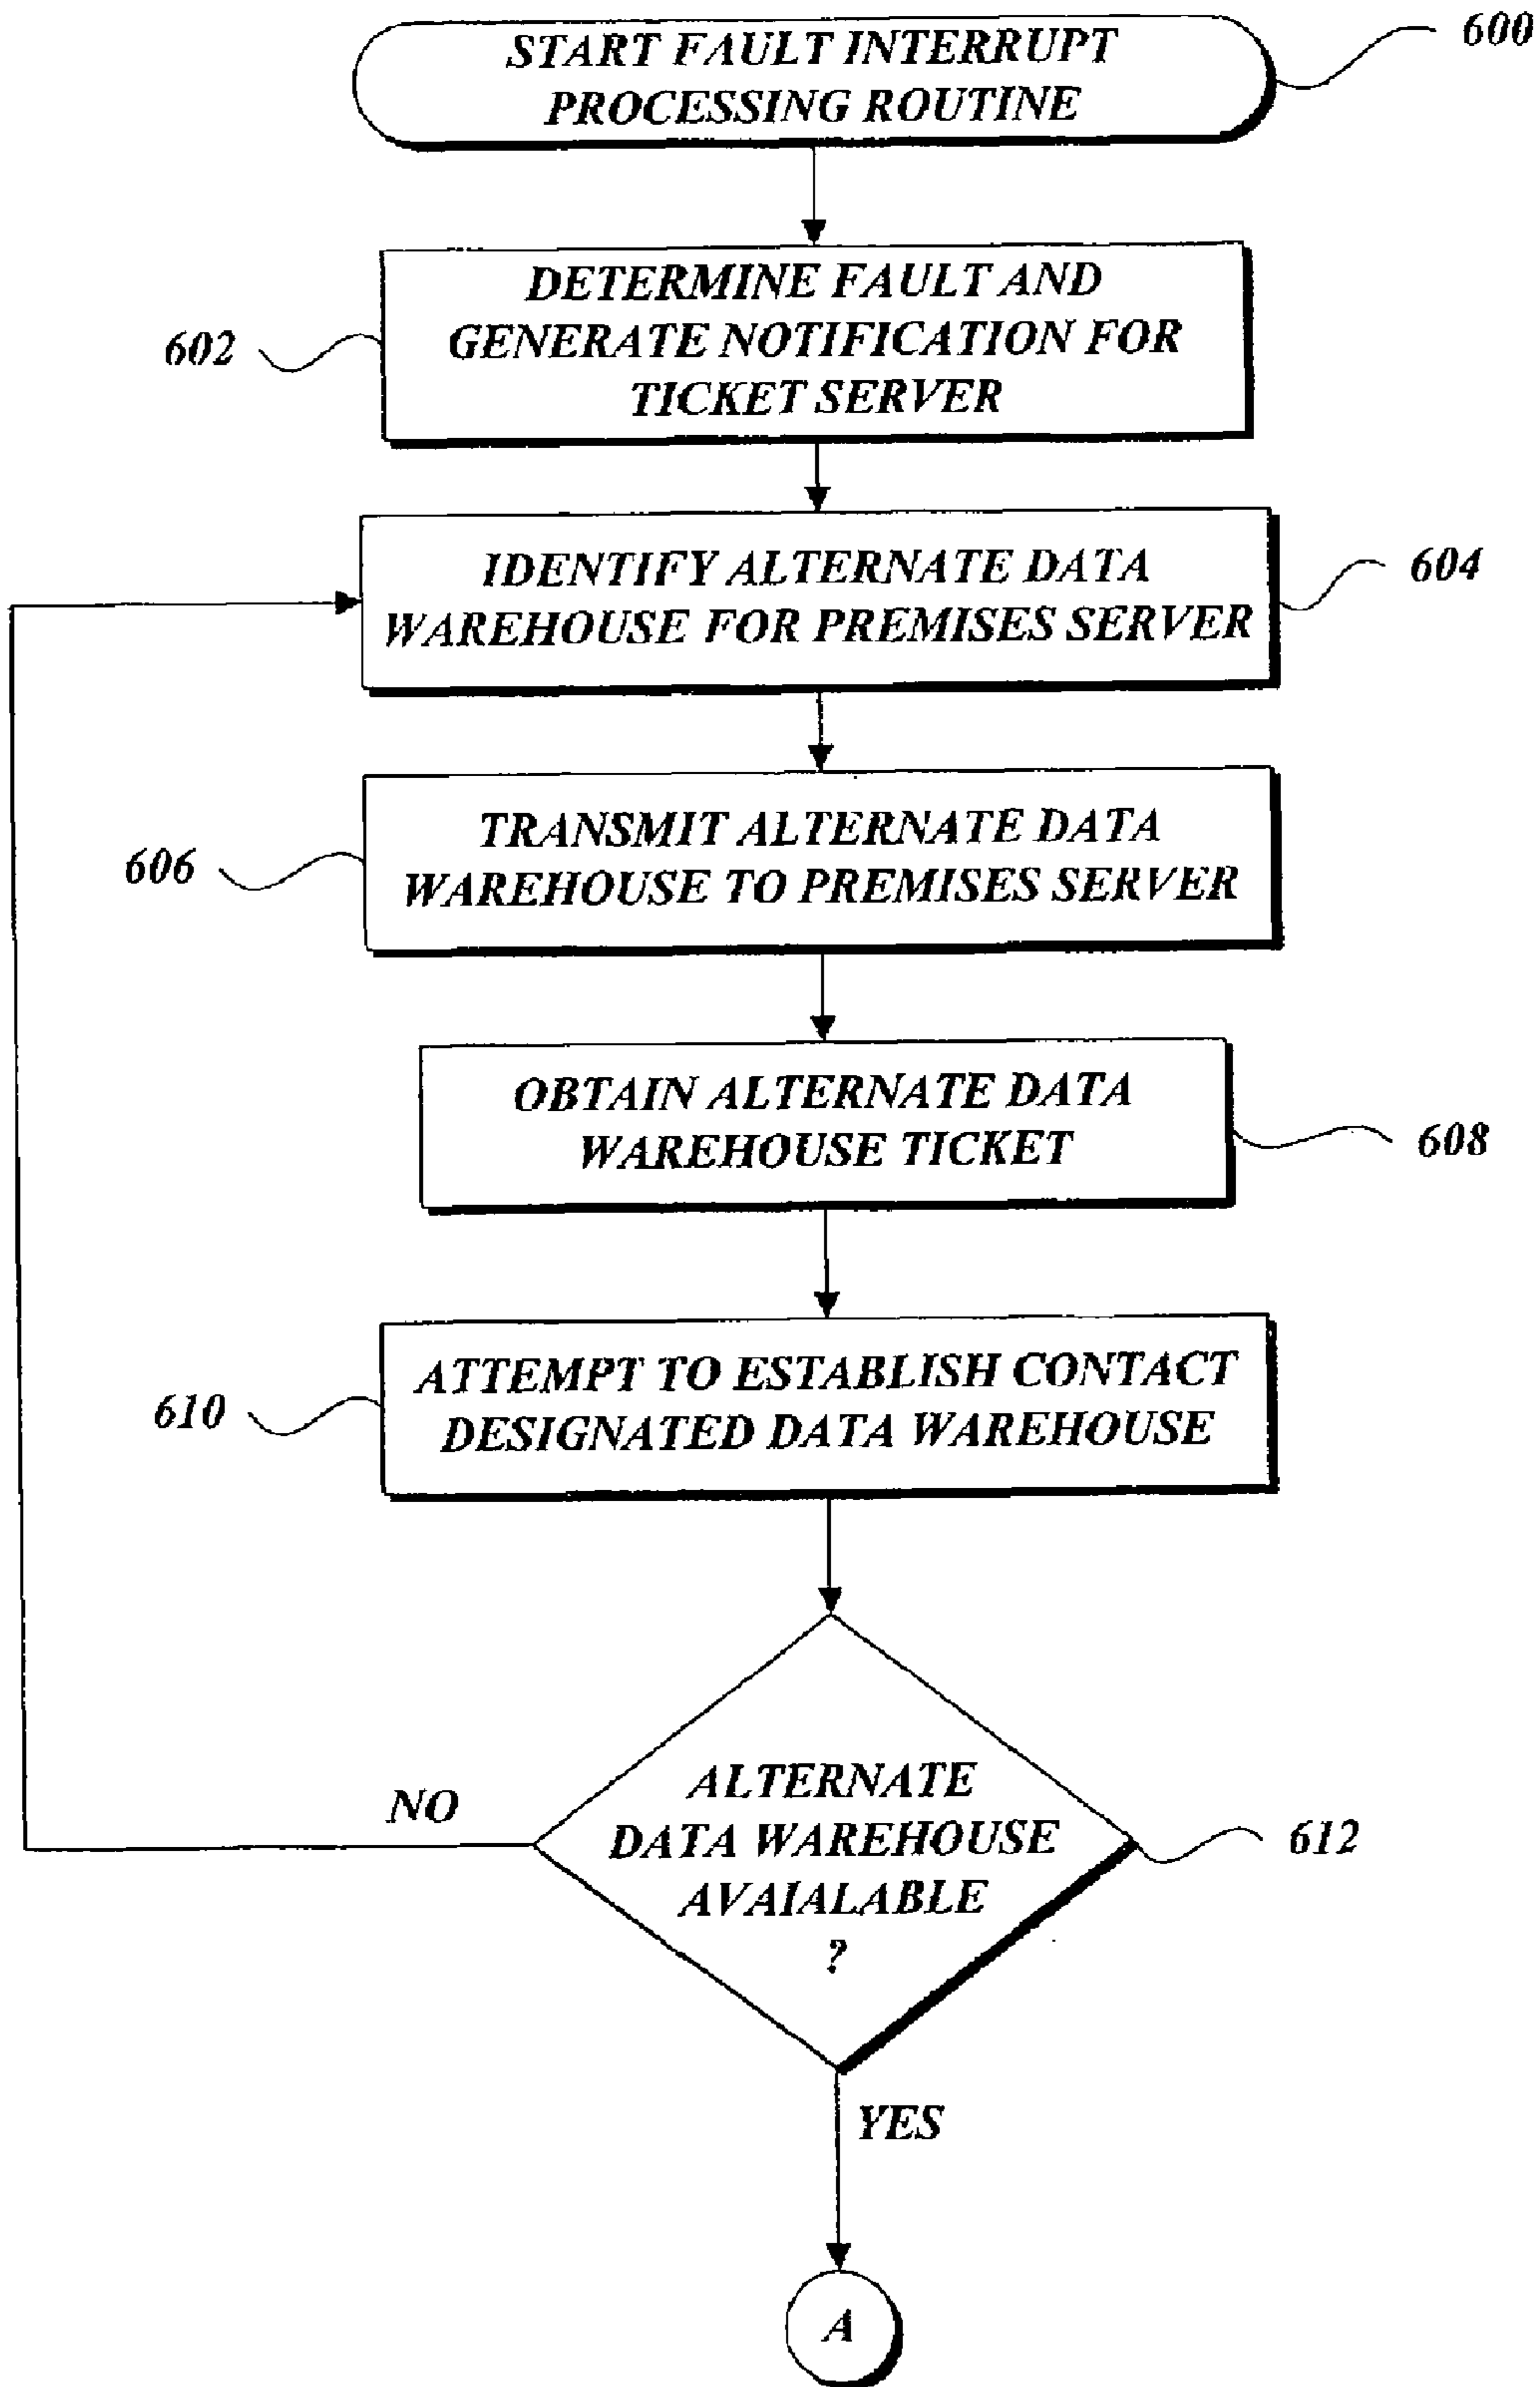 START FAULT INTERRUPT
PROCESSING ROUTINE
600
DETERMINE FAULT AND
GENERATE NOTIFICATION FOR
TICKET SERVER
602
IDENTIFY ALTERNATE DATA
WAREHOUSE FOR PREMISES SERVER
604
TRANSMIT ALTERNATE DATA
WAREHOUSE TO PREMISES SERVER
606
OBTAIN ALTERNATE DATA
WAREHOUSE TICKET
608
ATTEMPT TO ESTABLISH CONTACT
DESIGNATED DATA WAREHOUSE
610
ALTERNATE
DATA WAREHOUSE
AVAIALABLE
?
612
NO
YES
A